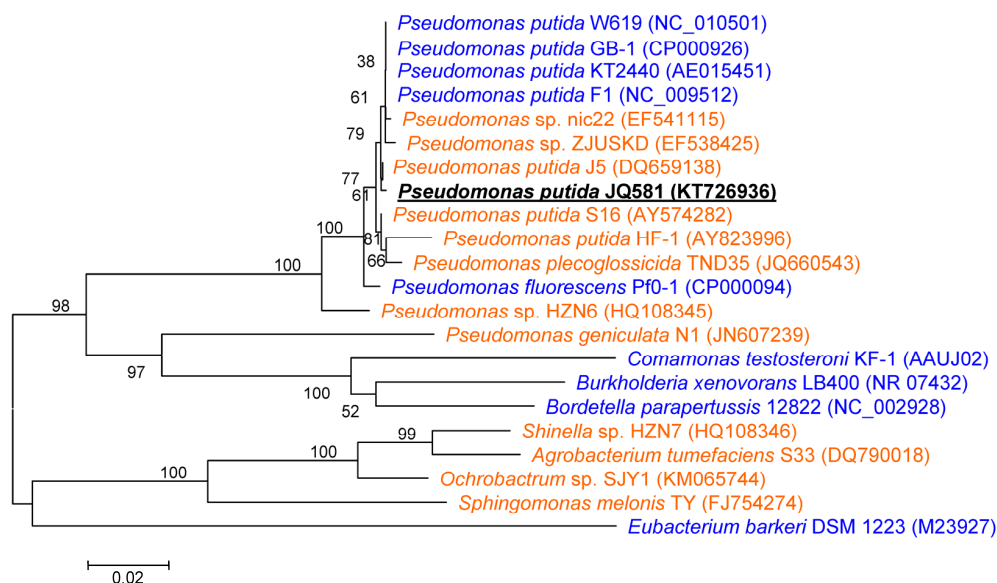 Pseudomonas putida W619 (NC_010501)
Pseudomonas putida GB-1 (CP000926)
38
Pseudomonas putida KT2440 (AE015451)
61
Pseudomonas putida F1 (NC_009512)
Pseudomonas sp. nic22 (EF541115)
79
Pseudomonas sp. ZJUSKD (EF538425)
Pseudomonas putida J5 (DQ659138)
77
61
Pseudomonas putida JQ581 (KT726936)
Pseudomonas putida S16 (AY574282)
100
81
Pseudomonas putida HF-1 (AY823996)
100
66
Pseudomonas plecoglossicida TND35 (JQ660543)
Pseudomonas fluorescens Pf0-1 (CP000094)
98
Pseudomonas sp. HZN6 (HQ108345)
Pseudomonas geniculata N1 (JN607239)
Comamonas testosteroni KF-1 (AAUJ02)
97
Burkholderia xenovorans LB400 (NR 07432)
100
52
Bordetella parapertussis 12822 (NC_002928)
99
Shinella sp. HZN7 (HQ108346)
100
Agrobacterium tumefaciens S33 (DQ790018)
100
Ochrobactrum sp. SJY1 (KM065744)
Sphingomonas melonis TY (FJ754274)
Eubacterium barkeri DSM 1223 (M23927)
0.02